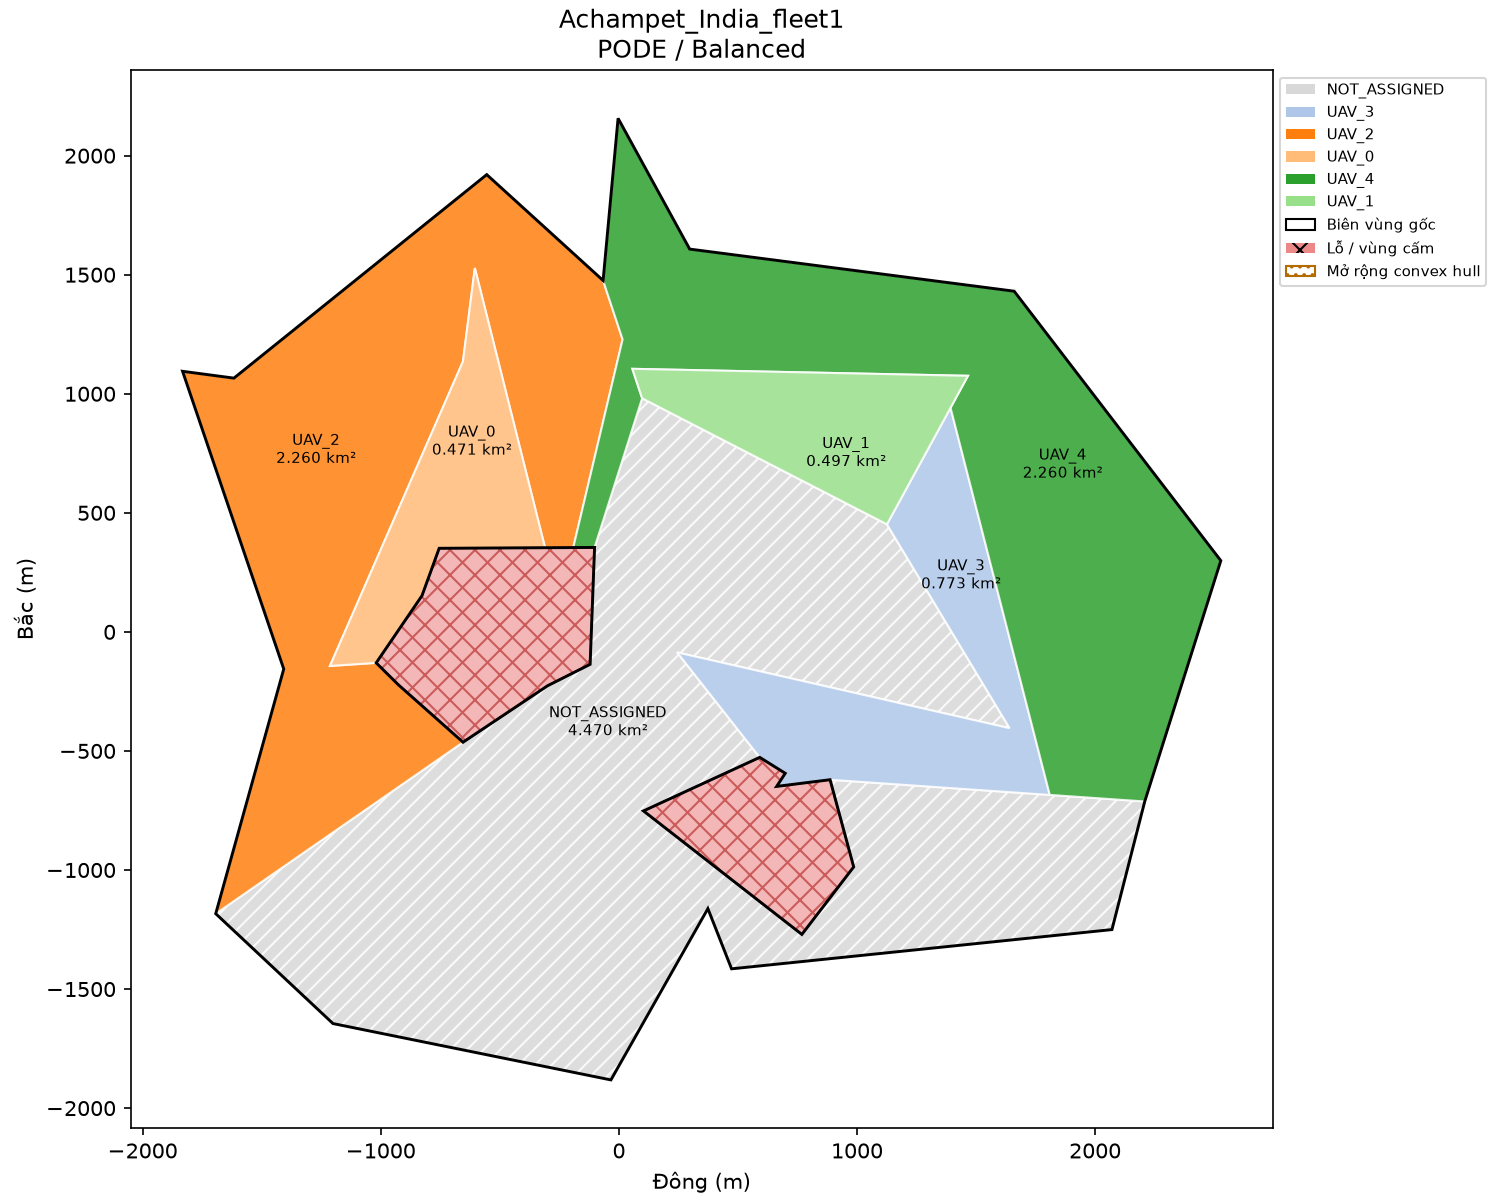 Achampet_India_fleet1
PODE / Balanced
NOT_ASSIGNED
UAV_3
UAV_2
UAV_0
UAV_4
UAV_1
Biên vùng gốc
Lỗ / vùng cấm
Mở rộng convex hull
2000
1500
1000
500
0
−500
−1000
−1500
−2000
Bắc (m)
UAV_2
2.260 km²
UAV_0
0.471 km²
UAV_1
0.497 km²
UAV_4
2.260 km²
UAV_3
0.773 km²
NOT_ASSIGNED
4.470 km²
−2000
−1000
0
1000
2000
Đông (m)